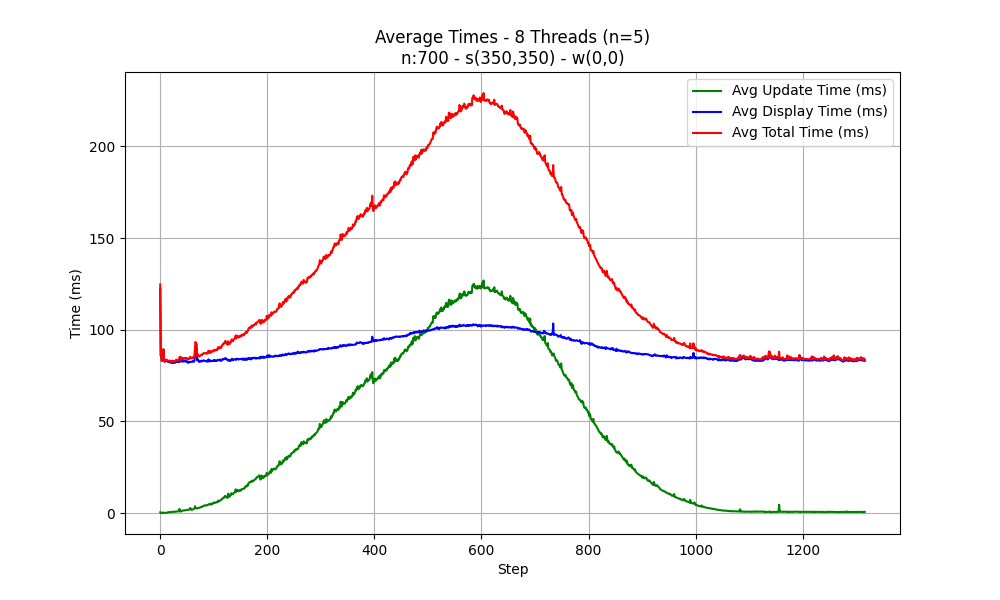 Average Times - 8 Threads (n=5)
n:700 - s(350,350) - w(0,0)
Avg Update Time (ms)
Avg Display Time (ms)
Avg Total Time (ms)
Time (ms)
200
150
100
50
0
0 200 400 600 800 1000 1200
Step